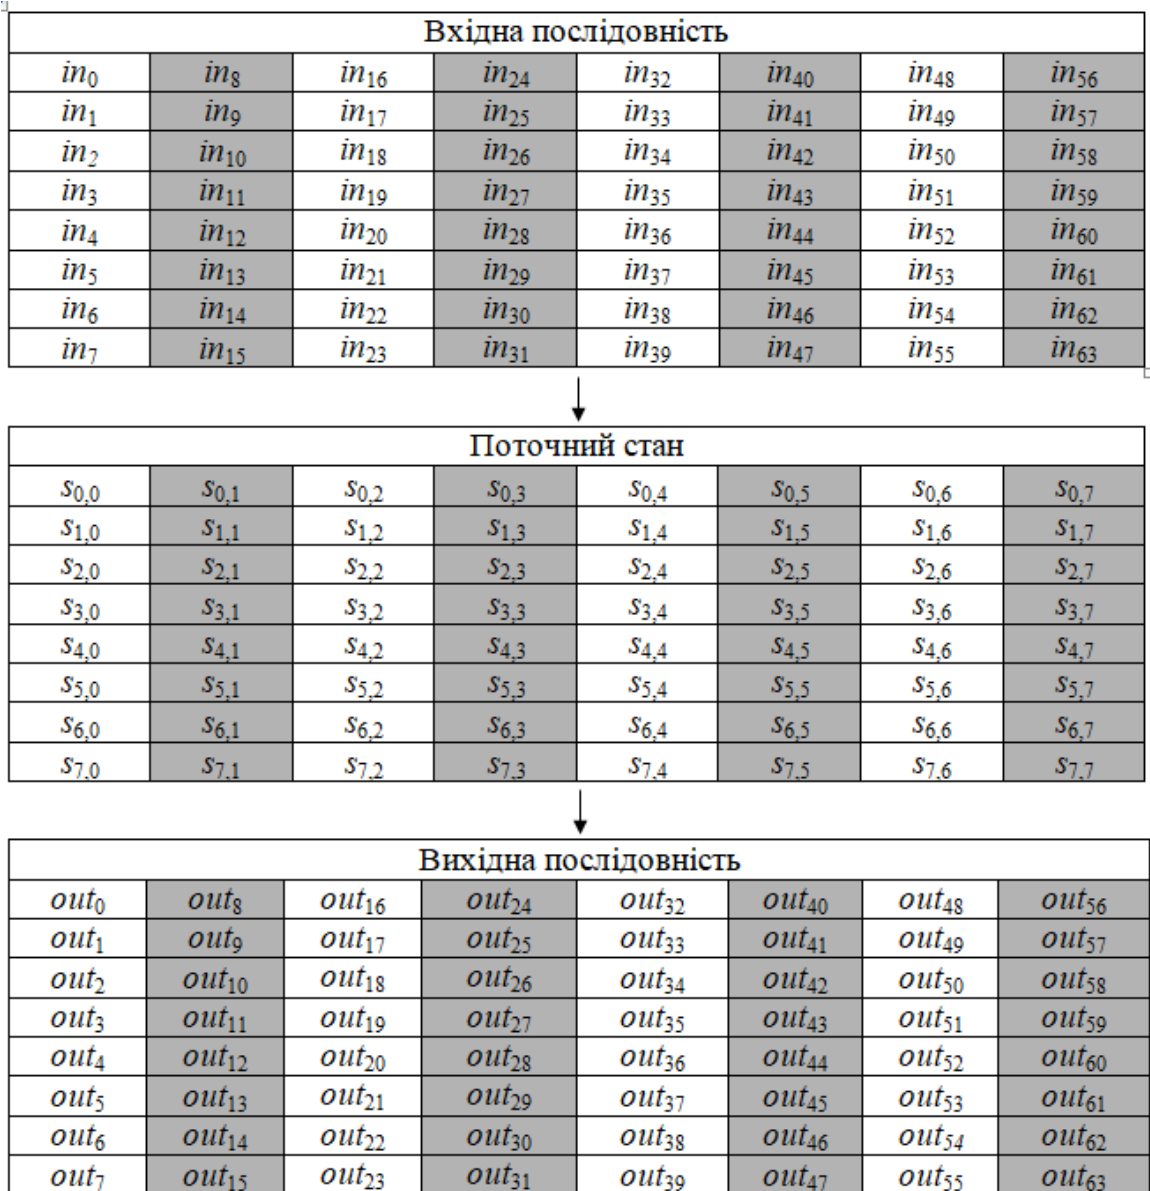 Вхідна послідовність
in0 in8 in16 in24 in32 in40 in48 in56
in1 in9 in17 in25 in33 in41 in49 in57
in2 in10 in18 in26 in34 in42 in50 in58
in3 in11 in19 in27 in35 in43 in51 in59
in4 in12 in20 in28 in36 in44 in52 in60
in5 in13 in21 in29 in37 in45 in53 in61
in6 in14 in22 in30 in38 in46 in54 in62
in7 in15 in23 in31 in39 in47 in55 in63
Поточний стан
s0,0 s0,1 s0,2 s0,3 s0,4 s0,5 s0,6 s0,7
s1,0 s1,1 s1,2 s1,3 s1,4 s1,5 s1,6 s1,7
s2,0 s2,1 s2,2 s2,3 s2,4 s2,5 s2,6 s2,7
s3,0 s3,1 s3,2 s3,3 s3,4 s3,5 s3,6 s3,7
s4,0 s4,1 s4,2 s4,3 s4,4 s4,5 s4,6 s4,7
s5,0 s5,1 s5,2 s5,3 s5,4 s5,5 s5,6 s5,7
s6,0 s6,1 s6,2 s6,3 s6,4 s6,5 s6,6 s6,7
s7,0 s7,1 s7,2 s7,3 s7,4 s7,5 s7,6 s7,7
Вихідна послідовність
out0 out8 out16 out24 out32 out40 out48 out56
out1 out9 out17 out25 out33 out41 out49 out57
out2 out10 out18 out26 out34 out42 out50 out58
out3 out11 out19 out27 out35 out43 out51 out59
out4 out12 out20 out28 out36 out44 out52 out60
out5 out13 out21 out29 out37 out45 out53 out61
out6 out14 out22 out30 out38 out46 out54 out62
out7 out15 out23 out31 out39 out47 out55 out63